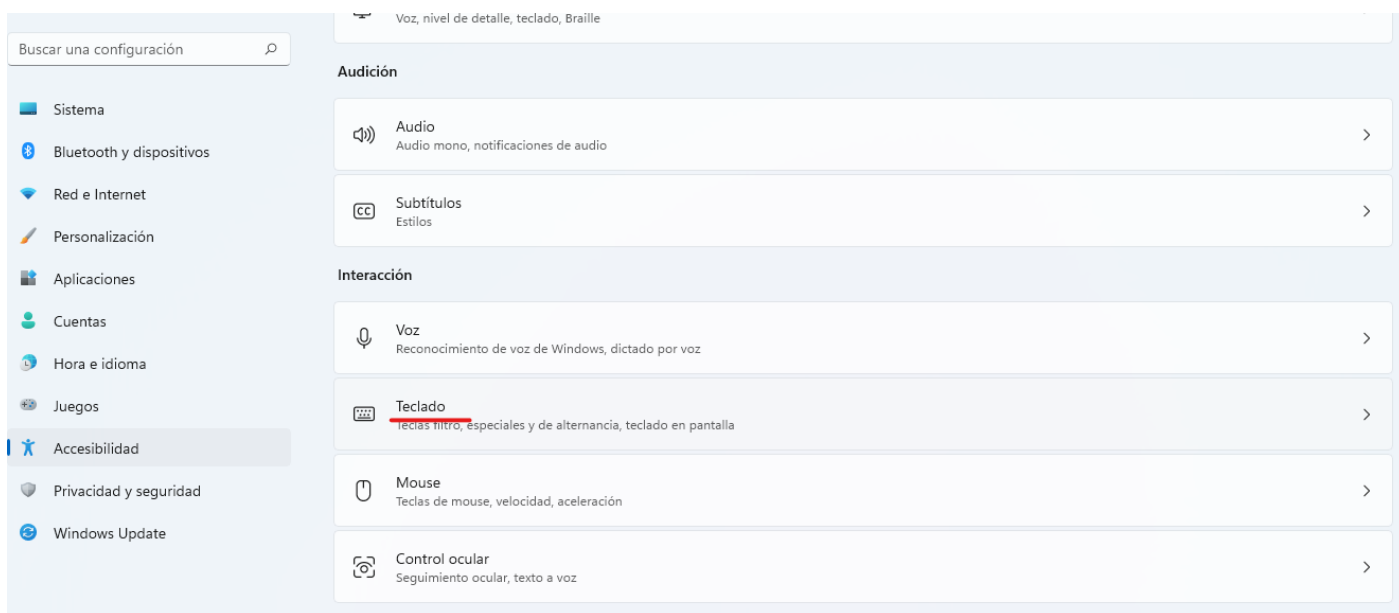 Voz, nivel de detalle, teclado, Braille
Buscar una configuración
Audición
Sistema
Bluetooth y dispositivos
Red e Internet
Personalización
Aplicaciones
Cuentas
Hora e idioma
Juegos
Accesibilidad
Privacidad y seguridad
Windows Update
Audio
Audio mono, notificaciones de audio
CC
Subtítulos
Estilos
Interacción
Voz
Reconocimiento de voz de Windows, dictado por voz
Teclado
Teclas filtro, especiales y de alternancia, teclado en pantalla
Mouse
Teclas de mouse, velocidad, aceleración
Control ocular
Seguimiento ocular, texto a voz